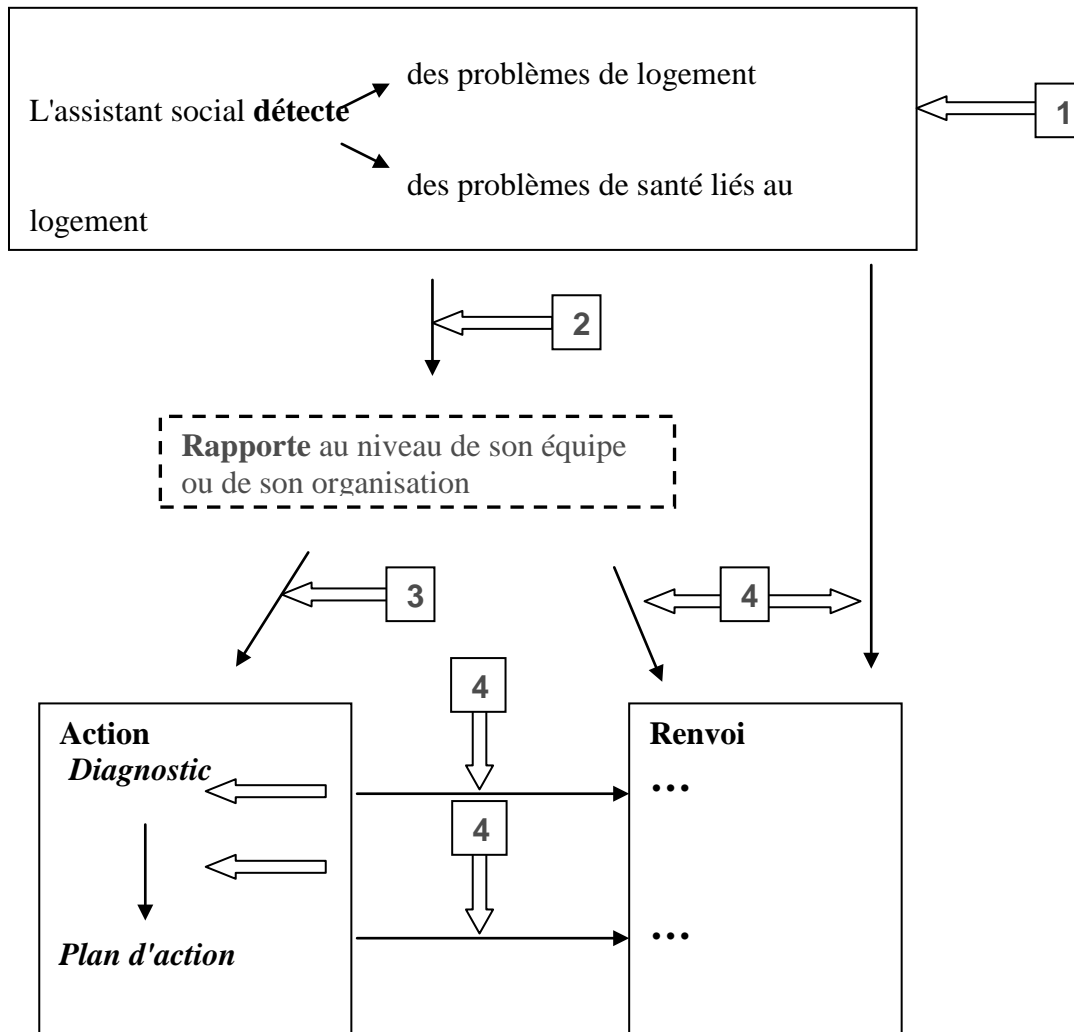 des problèmes de logement
L'assistant social détecte
1
des problèmes de santé liés au
logement
2
Rapporte au niveau de son équipe
ou de son organisation
3
4
4
Action
Renvoi
Diagnostic
...
4
Plan d'action
...